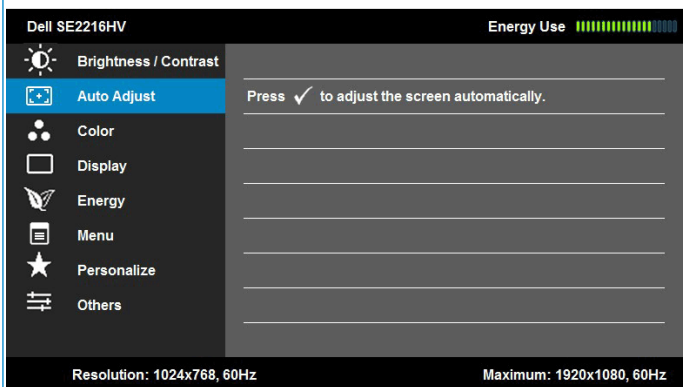 Dell SE2216HV Energy Use
Brightness / Contrast
Auto Adjust Press ✓ to adjust the screen automatically.
Color
Display
Energy
Menu
Personalize
Others
Resolution: 1024x768, 60Hz Maximum: 1920x1080, 60Hz